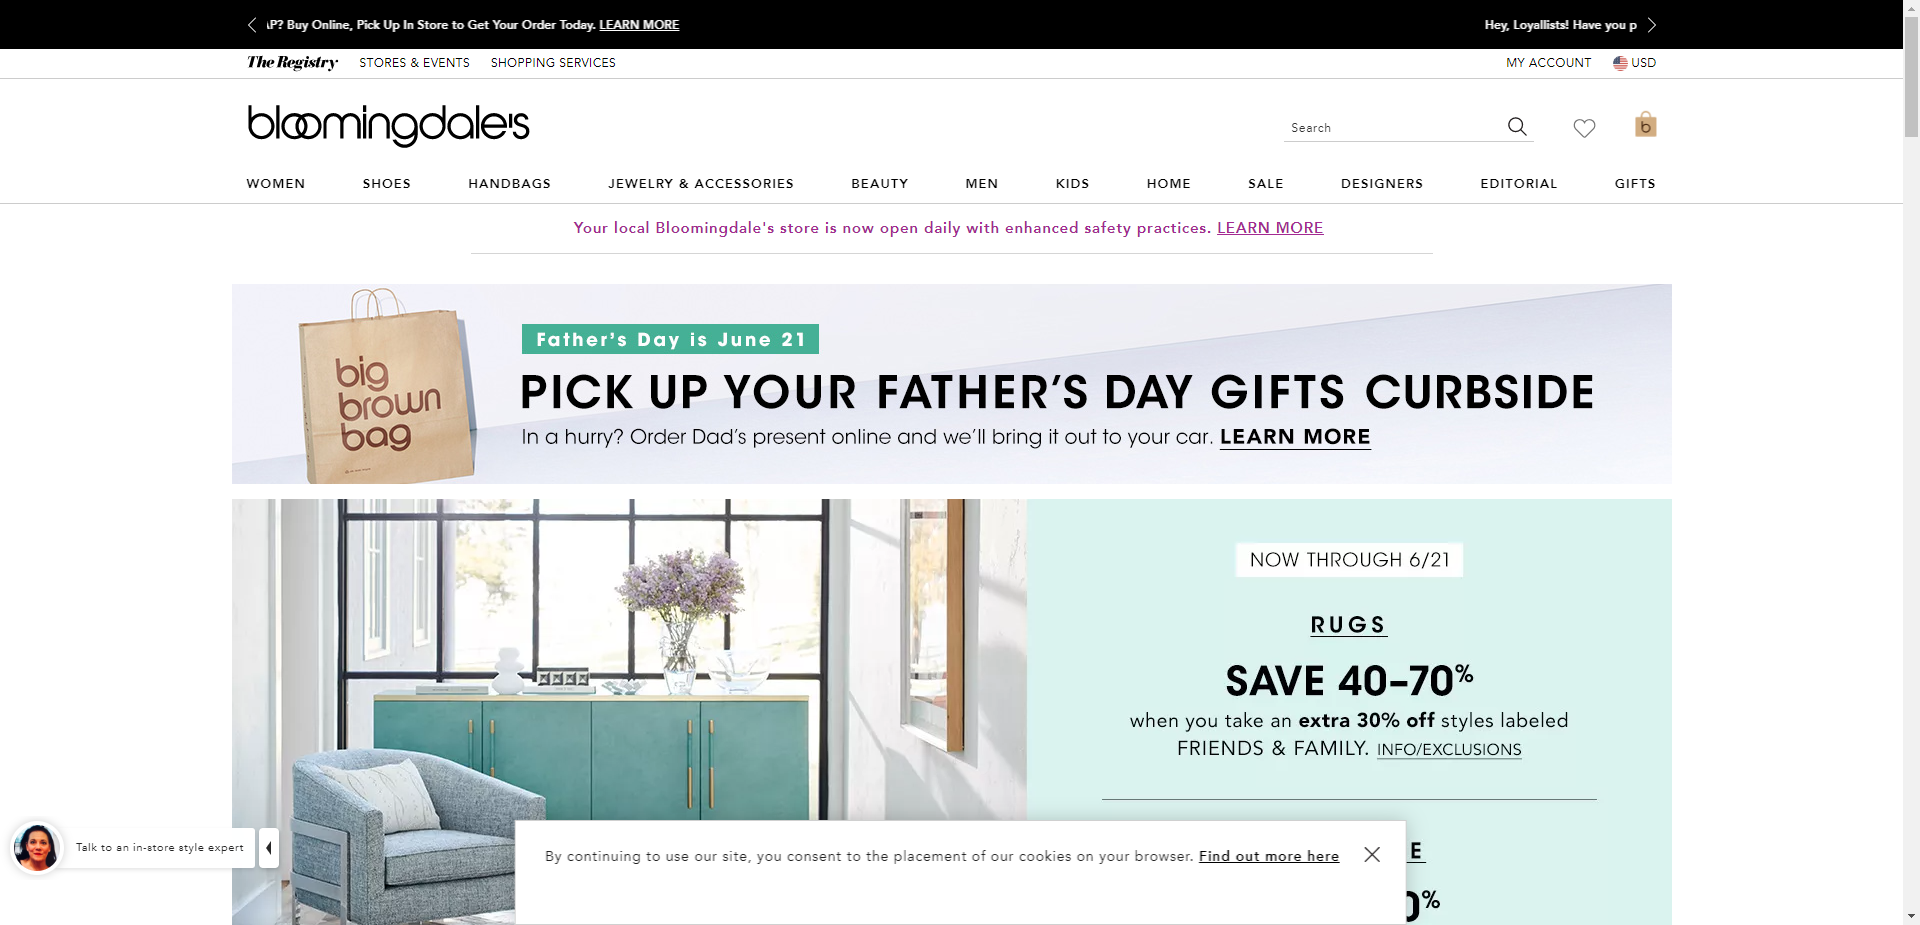 AP? Buy Online, Pick Up In Store to Get Your Order Today. LEARN MORE
Hey, Loyallists! Have you p
The Registry STORES & EVENTS SHOPPING SERVICES
MY ACCOUNT USD
bloomingdale's
Search
b
WOMEN SHOES HANDBAGS JEWELRY & ACCESSORIES BEAUTY MEN KIDS HOME SALE DESIGNERS EDITORIAL GIFTS
Your local Bloomingdale's store is now open daily with enhanced safety practices. LEARN MORE
big
brown
bag
Father's Day is June 21
PICK UP YOUR FATHER'S DAY GIFTS CURBSIDE
In a hurry? Order Dad's present online and we'll bring it out to your car. LEARN MORE
NOW THROUGH 6/21
RUGS
SAVE 40–70%
when you take an extra 30% off styles labeled
FRIENDS & FAMILY. INFO/EXCLUSIONS
E
0%
Talk to an in-store style expert
By continuing to use our site, you consent to the placement of our cookies on your browser. Find out more here